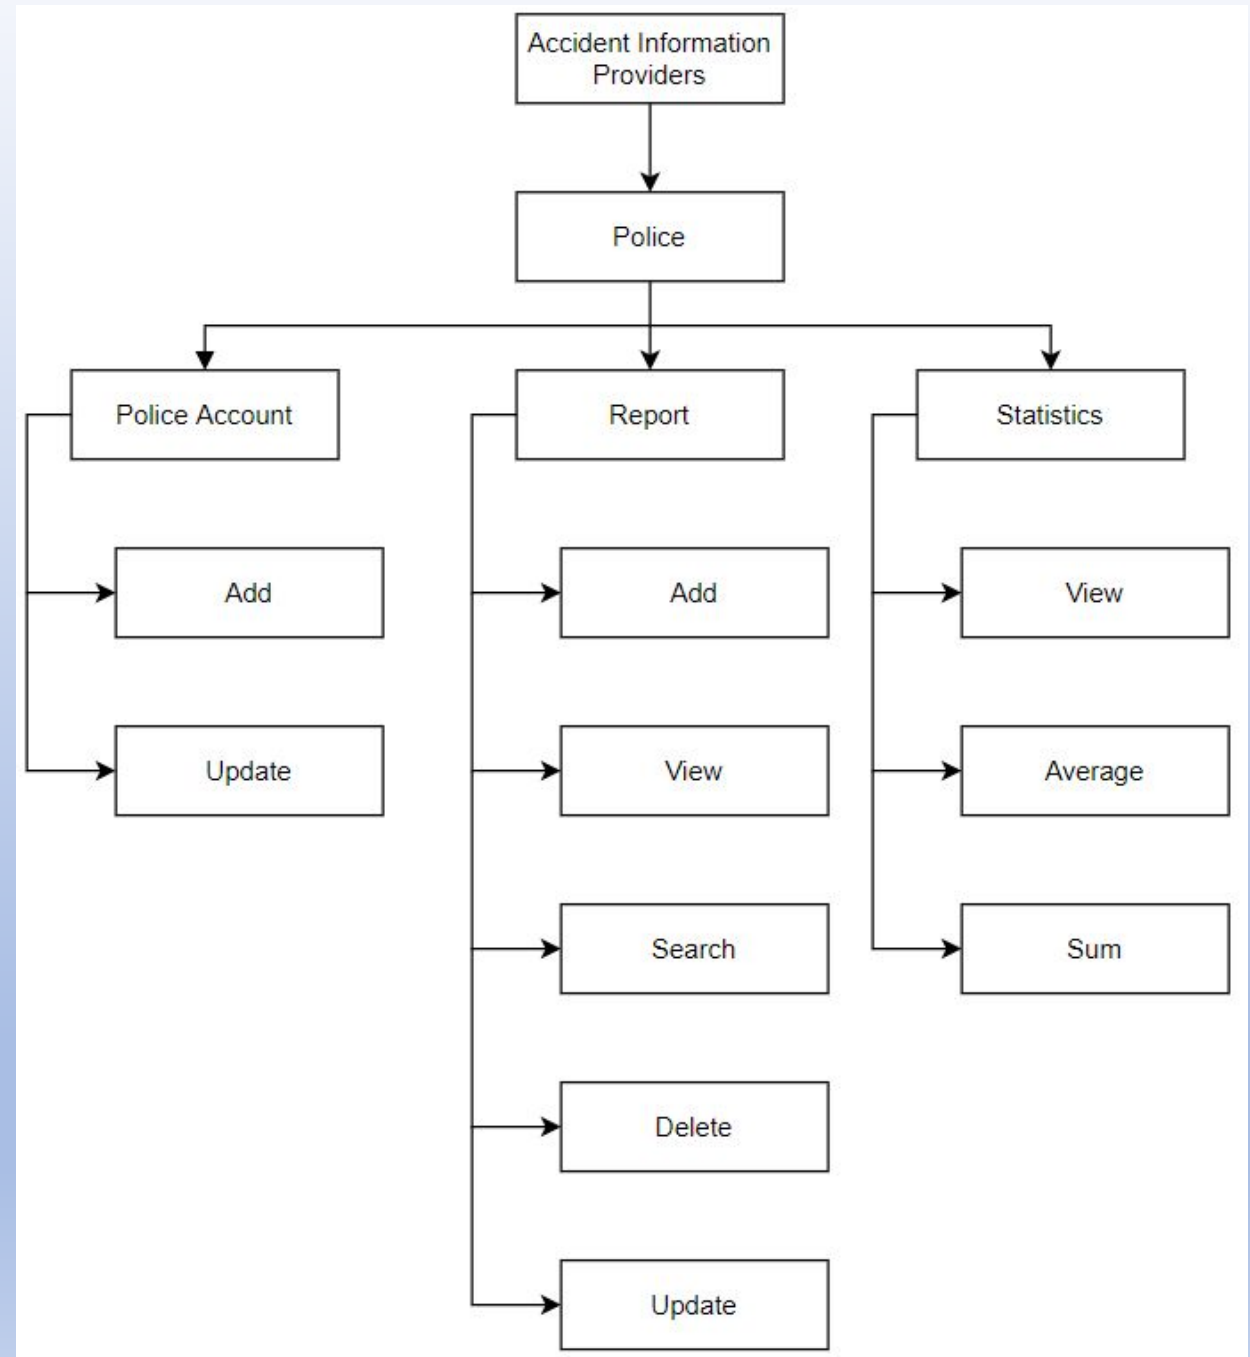 Accident Information
Providers
Police
Police Account
Report
Statistics
Add
Add
View
Update
View
Average
Search
Sum
Delete
Update